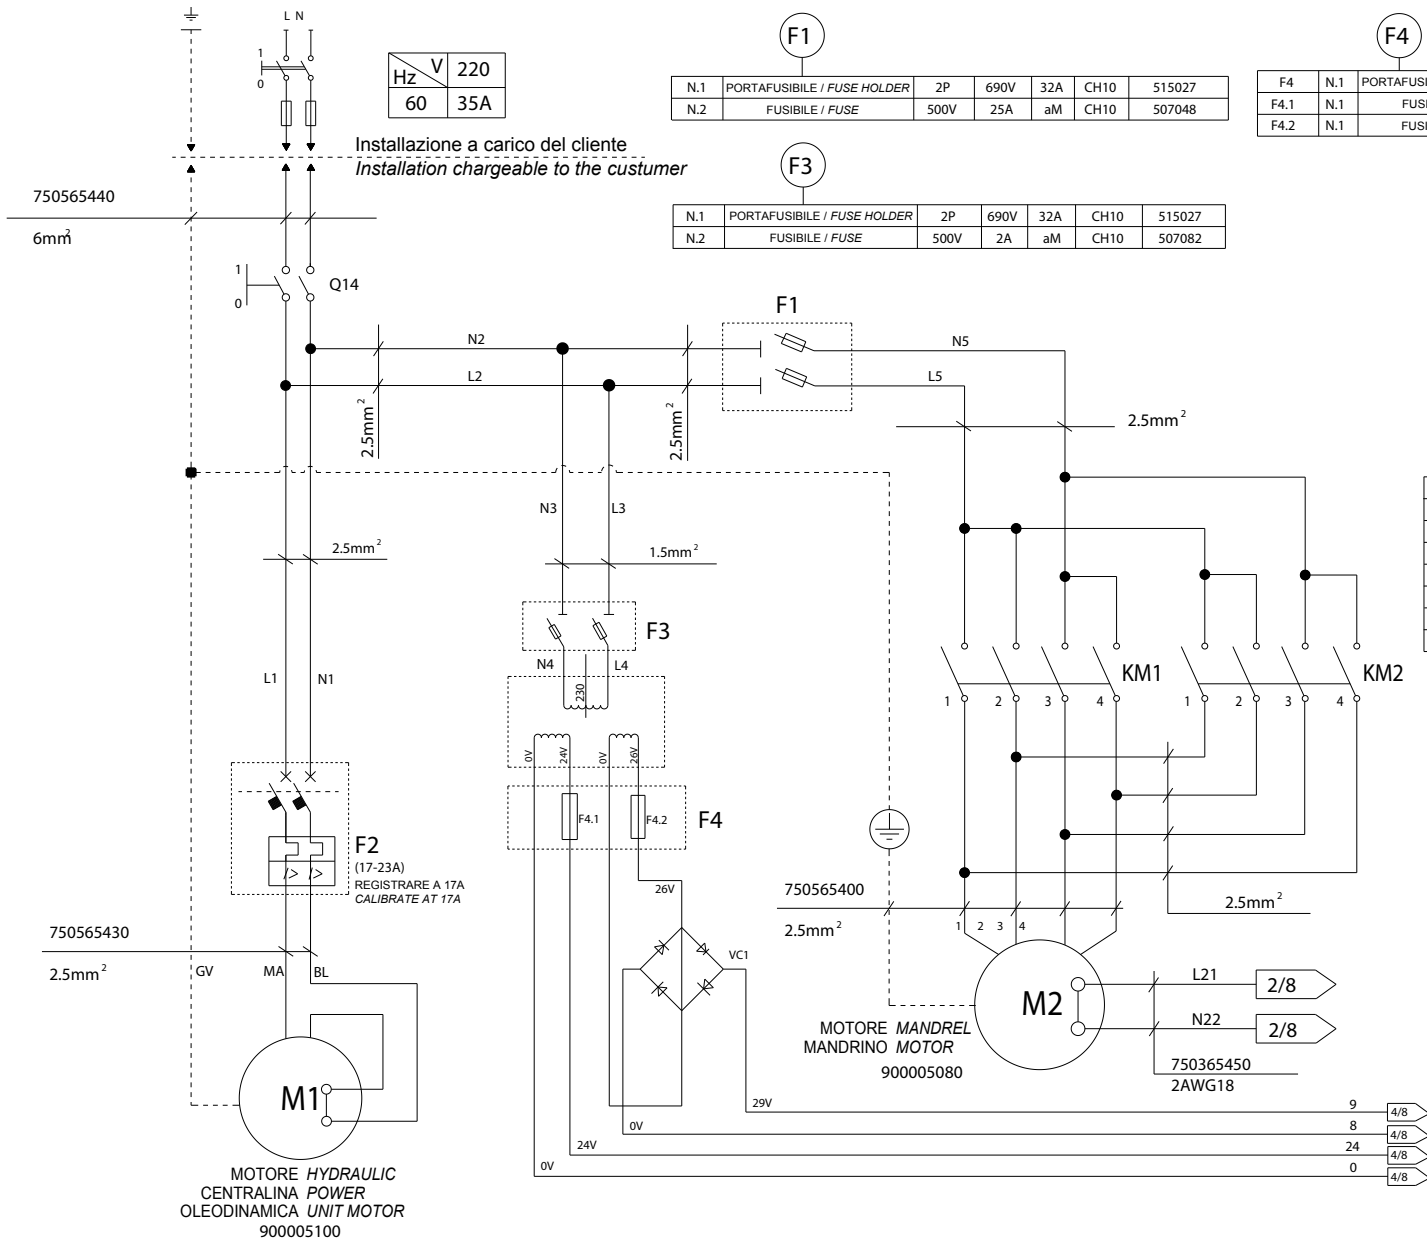 L N
1
0
Hz V 220
60 35A
F1
N.1 PORTAFUSIBILE / FUSE HOLDER 2P 690V 32A CH10 515027
N.2 FUSIBILE / FUSE 500V 25A aM CH10 507048
F4
F4 N.1 PORTAFUSI
F4.1 N.1 FUSI
F4.2 N.1 FUSI
Installazione a carico del cliente
Installation chargeable to the custumer
F3
N.1 PORTAFUSIBILE / FUSE HOLDER 2P 690V 32A CH10 515027
N.2 FUSIBILE / FUSE 500V 2A aM CH10 507082
750565440
6mm²
1
0
Q14
F1
N2
L2
N5
L5
2.5mm²
2.5mm²
2.5mm²
N3
L3
2.5mm²
1.5mm²
F3
N4
L4
230
L1
N1
KM1
1 2 3 4
KM2
1 2 3 4
0V
24V
0V
26V
F4.1
F4.2
F4
F2
(17-23A)
REGISTRARE A 17A
CALIBRATE AT 17A
26V
750565400
2.5mm²
2.5mm²
1 2 3 4
750565430
2.5mm²
GV
MA
BL
VC1
M2
L21
2/8
N22
2/8
MOTORE MANDREL
MANDRINO MOTOR
900005080
750365450
2AWG18
M1
29V
9
4/8
0V
8
4/8
24V
24
4/8
0V
0
4/8
MOTORE HYDRAULIC
CENTRALINA POWER
OLEODINAMICA UNIT MOTOR
900005100